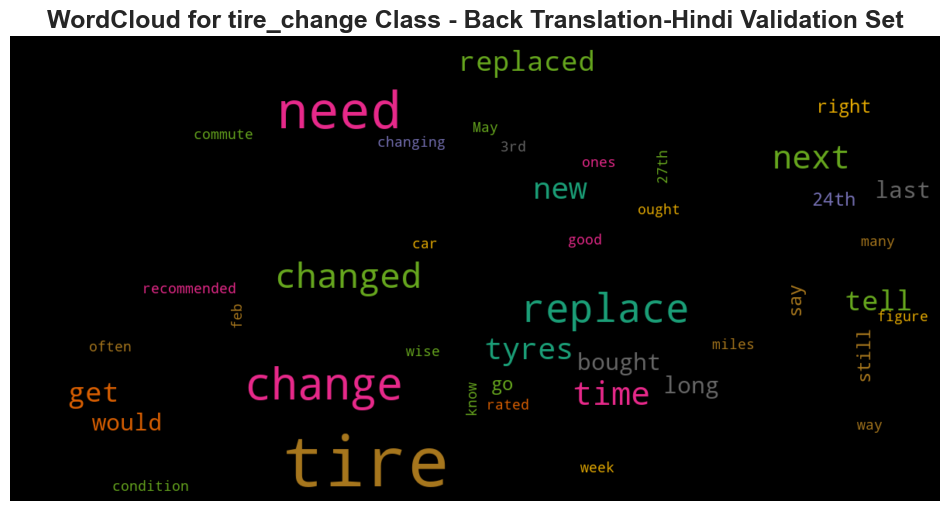 WordCloud for tire_change Class - Back Translation-Hindi Validation Set
replaced
need
right
commute
May
changing
3rd
next
ones
27th
new
last
24th
ought
good
car
many
changed
recommended
feb
replace
say
tell
figure
often
wise
tyres
miles
still
bought
get
change
go
time
long
know
rated
would
way
tire
week
condition